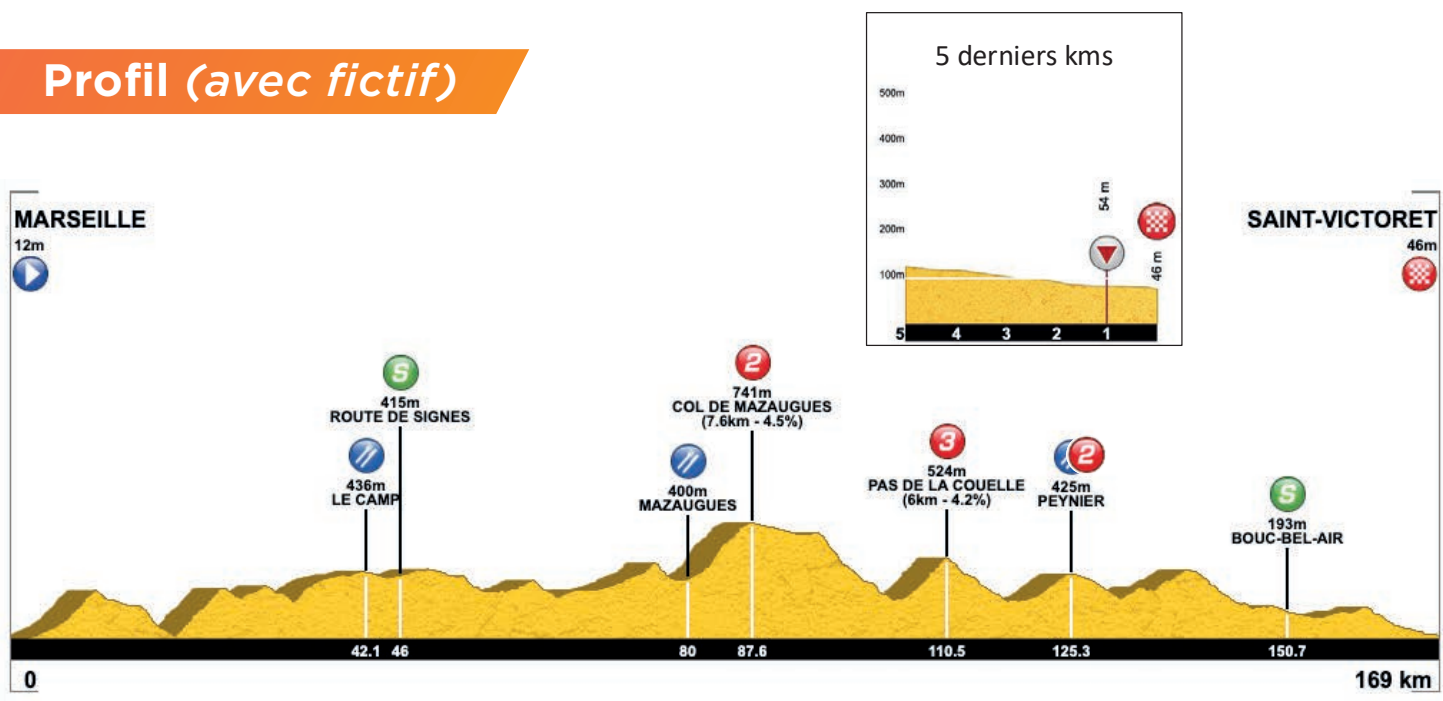 Profil (avec fictif)
5 derniers kms
500m
400m
300m
200m
100m
54 m
46 m
5 4 3 2 1
MARSEILLE
12m
SAINT-VICTORET
46m
S
415m
ROUTE DE SIGNES
436m
LE CAMP
2
741m
COL DE MAZAUGUES
(7.6km - 4.5%)
400m
MAZAUGUES
3
524m
PAS DE LA COUELLE
(6km - 4.2%)
2
425m
PEYNIER
S
193m
BOUC-BEL-AIR
42.1 46 80 87.6 110.5 125.3 150.7
0 169 km